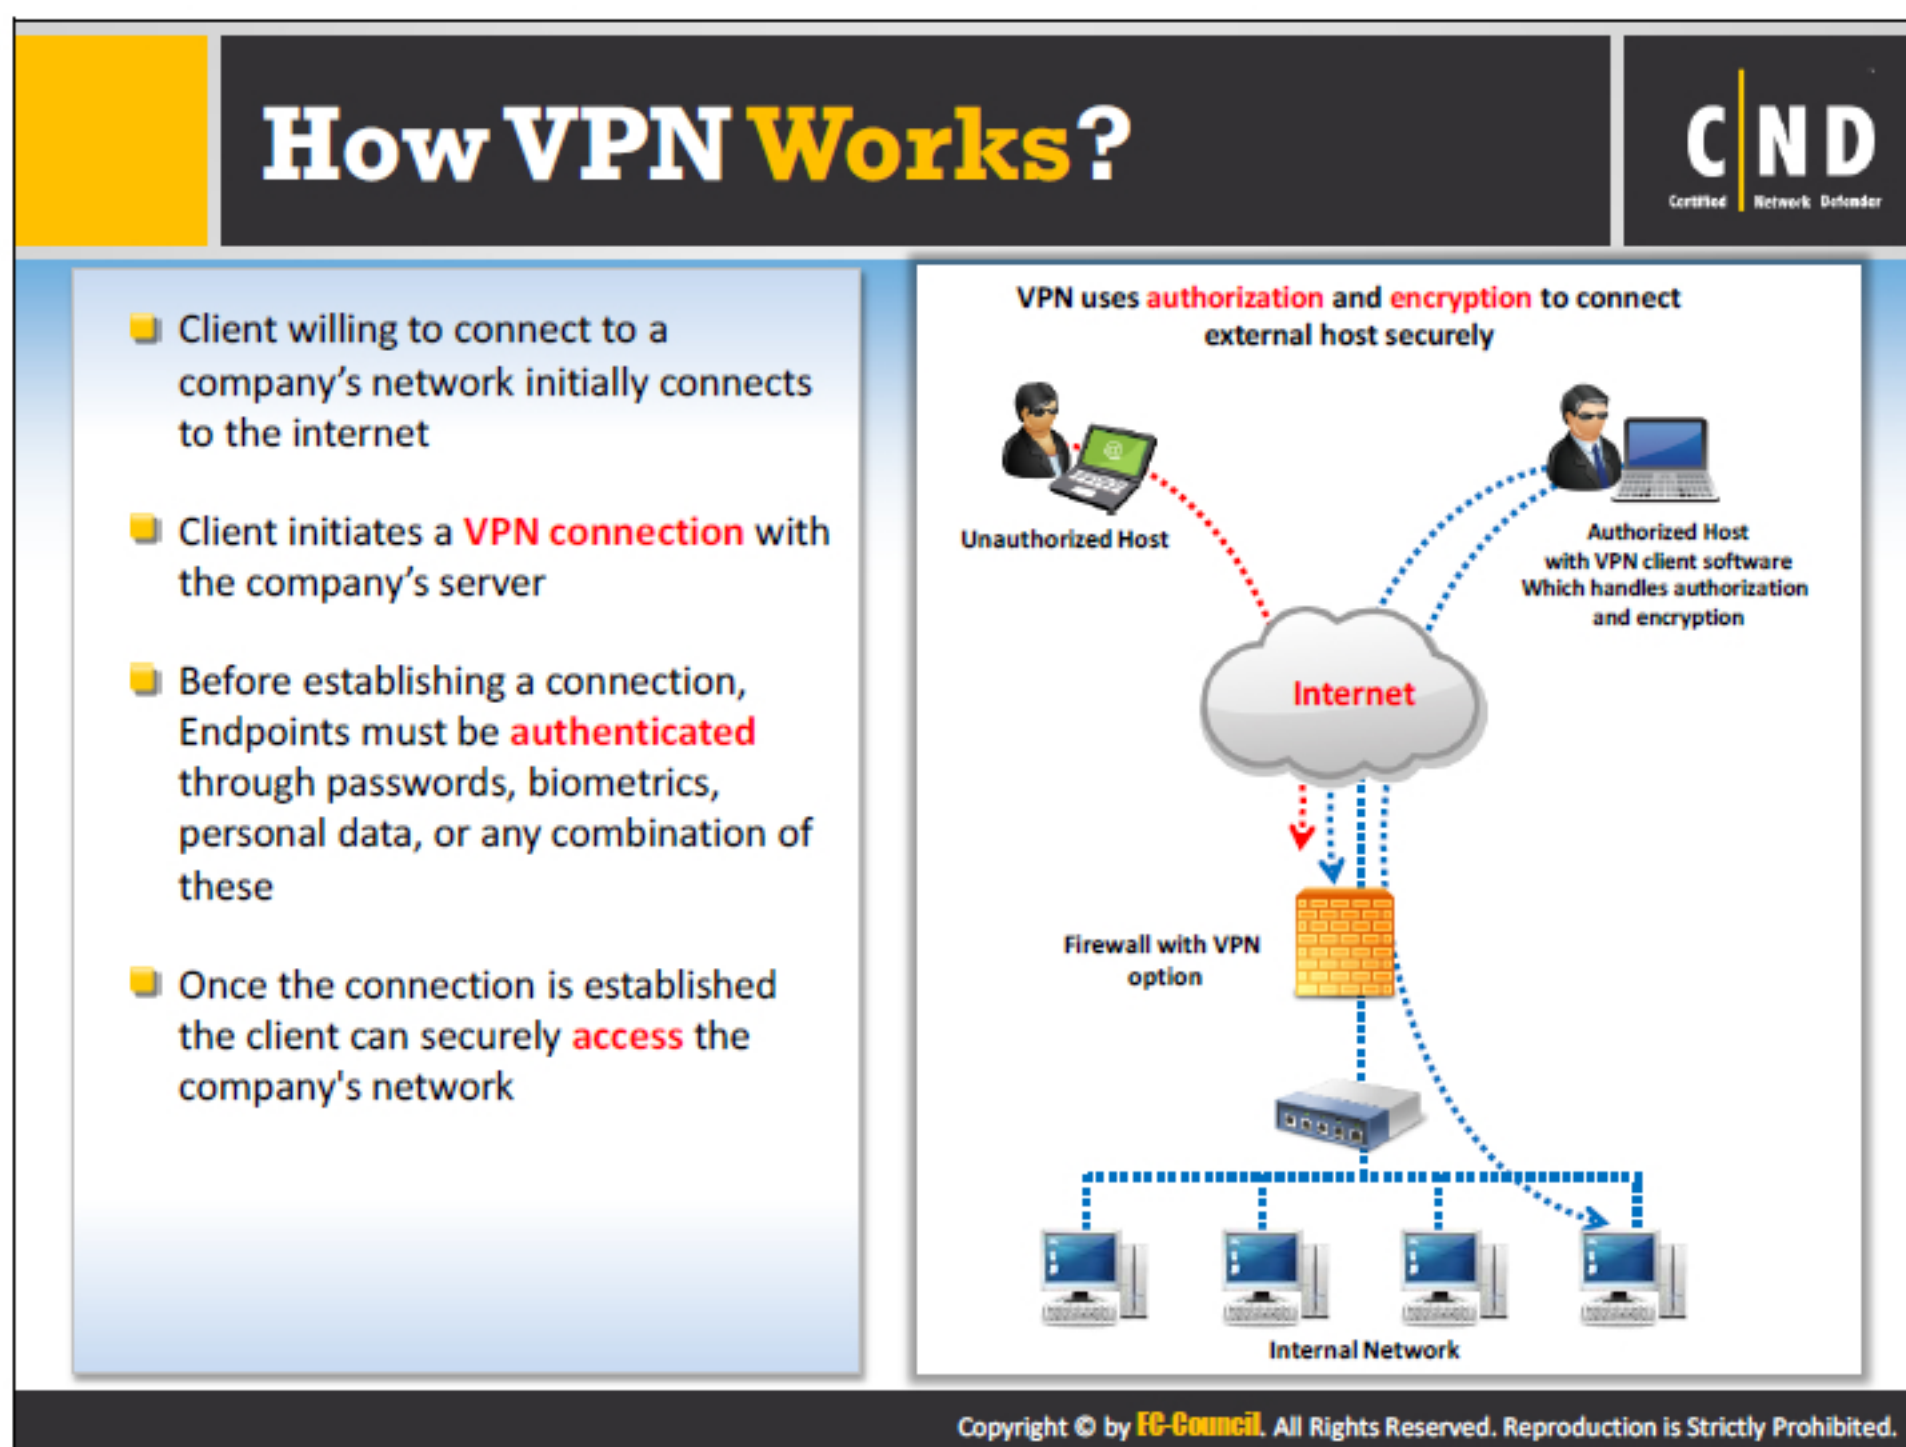 How VPN Works?
C|ND
Certified Network Defender
Client willing to connect to a
company’s network initially connects
to the internet
Client initiates a VPN connection with
the company’s server
Before establishing a connection,
Endpoints must be authenticated
through passwords, biometrics,
personal data, or any combination of
these
Once the connection is established
the client can securely access the
company's network
VPN uses authorization and encryption to connect
external host securely
Unauthorized Host
Authorized Host
with VPN client software
Which handles authorization
and encryption
Internet
Firewall with VPN
option
Internal Network
Copyright © by EC-Council. All Rights Reserved. Reproduction is Strictly Prohibited.